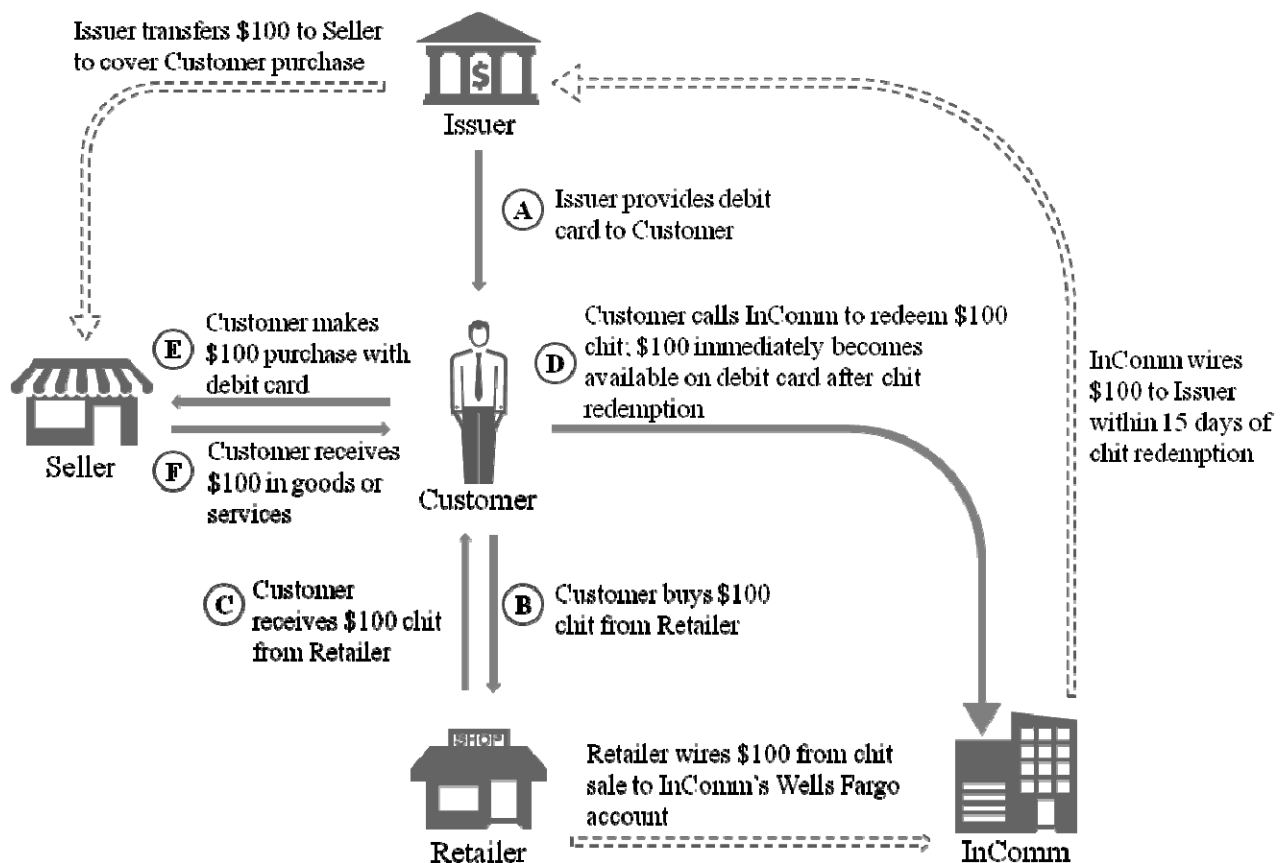 Issuer transfers $100 to Seller
to cover Customer purchase
$
Issuer
A
Issuer provides debit
card to Customer
E
Customer makes
$100 purchase with
debit card
D
Customer calls InComm to redeem $100
chit; $100 immediately becomes
available on debit card after chit
redemption
InComm wires
$100 to Issuer
within 15 days of
chit redemption
Seller
F
Customer receives
$100 in goods or
services
Customer
C
Customer
receives $100 chit
from Retailer
B
Customer buys $100
chit from Retailer
SHOP
Retailer
Retailer wires $100 from chit
sale to InComm's Wells Fargo
account
InComm